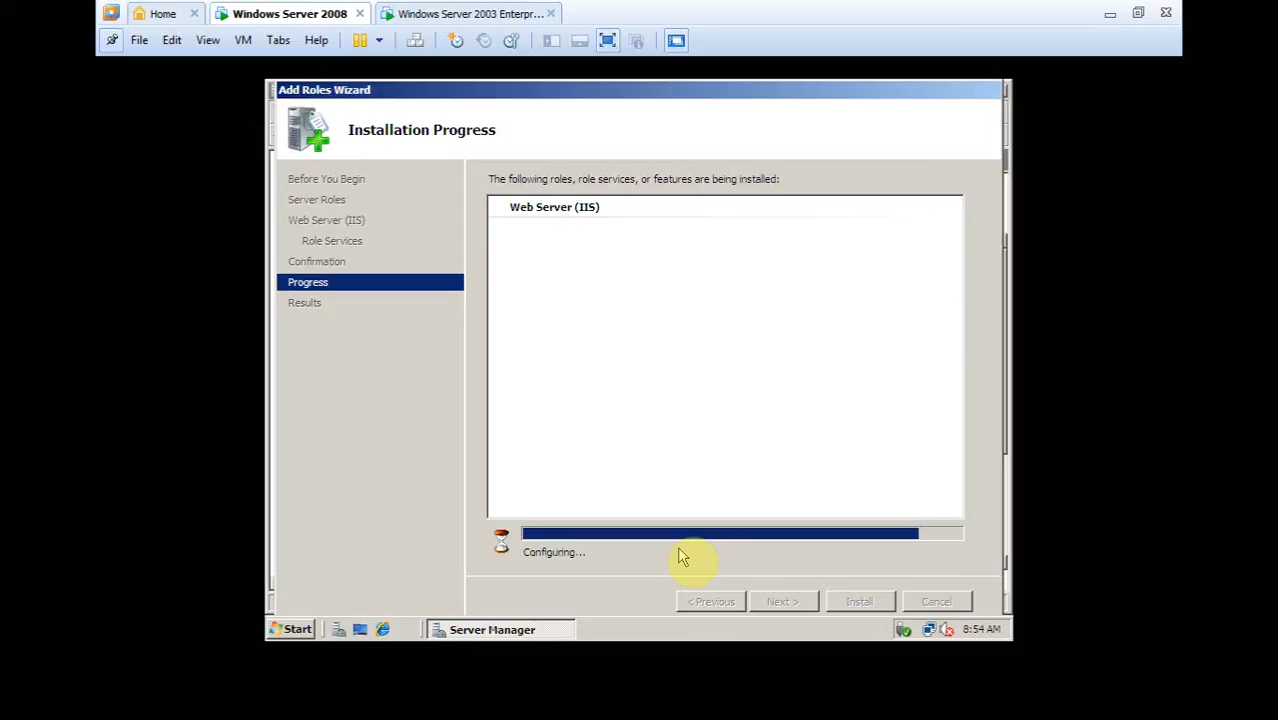 Home
Windows Server 2008
Windows Server 2003 Enterpr...
File Edit View VM Tabs Help
Add Roles Wizard
Installation Progress
Before You Begin
Server Roles
Web Server (IIS)
Role Services
Confirmation
Progress
Results
The following roles, role services, or features are being installed:
Web Server (IIS)
Configuring...
< Previous Next > Install Cancel
Start Server Manager 8:54 AM